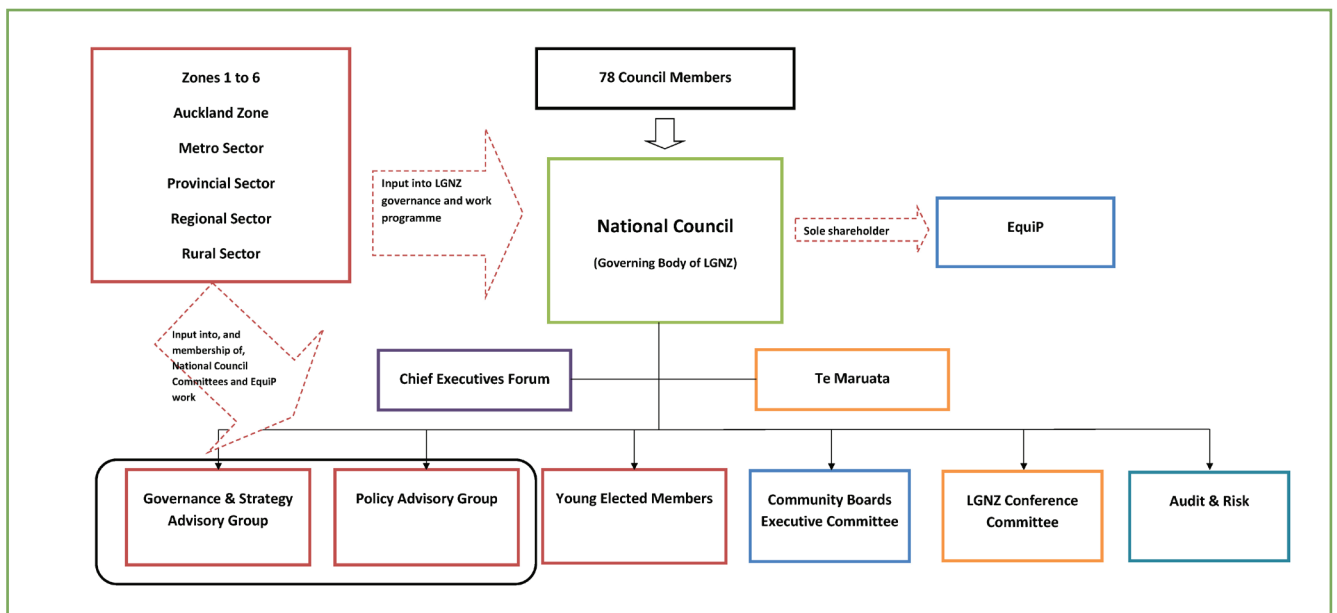 Zones 1 to 6
Auckland Zone
Metro Sector
Provincial Sector
Regional Sector
Rural Sector
78 Council Members
Input into LGNZ
governance and work
programme
National Council
(Governing Body of LGNZ)
Sole shareholder
EquiP
Input into, and
membership of,
National Council
Committees and EquiP
work
Chief Executives Forum
Te Maruata
Governance & Strategy
Advisory Group
Policy Advisory Group
Young Elected Members
Community Boards
Executive Committee
LGNZ Conference
Committee
Audit & Risk